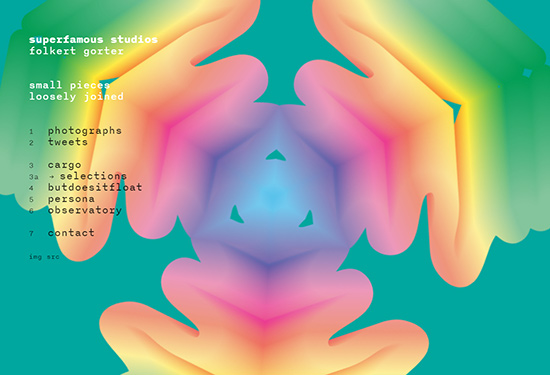 superfamous studios
folkert gorter
small pieces
loosely joined
1 photographs
2 tweets
3 cargo
3a → selections
4 butdoesitfloat
5 persona
6 observatory
7 contact
img src